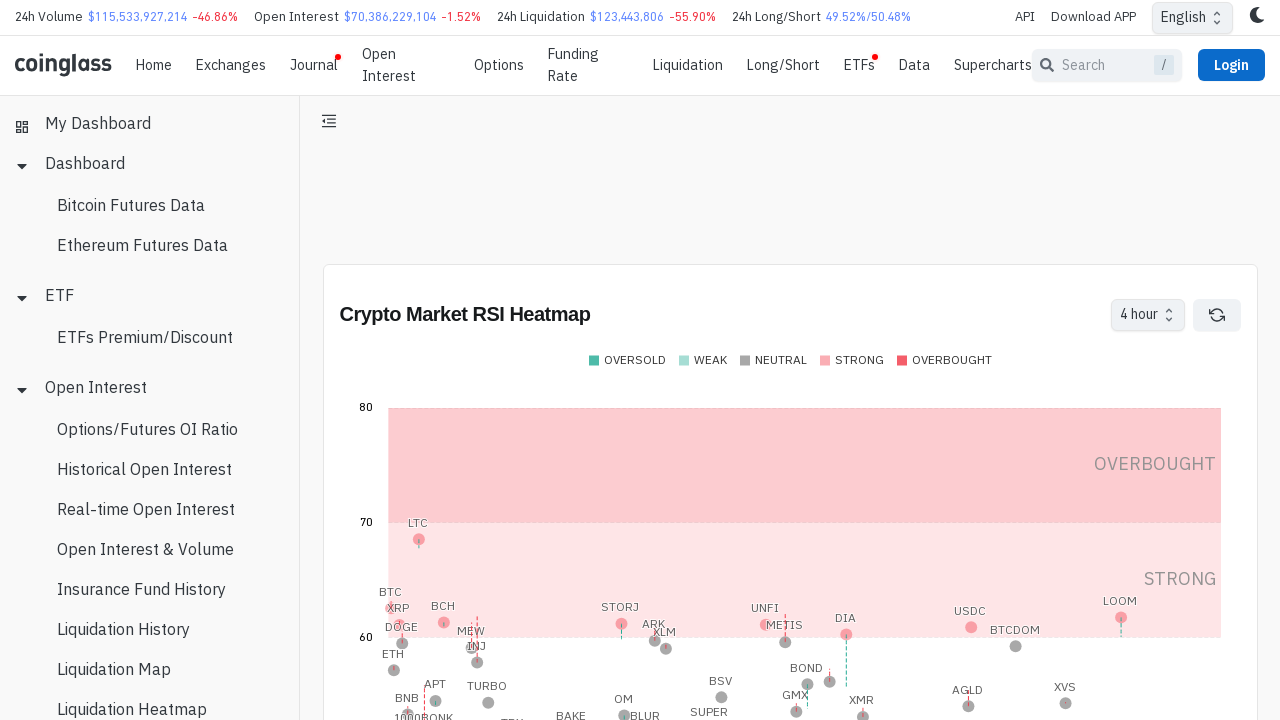 24h Volume $115,533,927,214 -46.86% Open Interest $70,386,229,104 -1.52% 24h Liquidation $123,443,806 -55.90% 24h Long/Short 49.52%/50.48% API Download APP English
coinglass Home Exchanges Journal Open Interest Options Funding Rate Liquidation Long/Short ETFs Data Supercharts Search / Login
My Dashboard
Dashboard
Bitcoin Futures Data
Ethereum Futures Data
ETF
ETFs Premium/Discount
Open Interest
Options/Futures OI Ratio
Historical Open Interest
Real-time Open Interest
Open Interest & Volume
Insurance Fund History
Liquidation History
Liquidation Map
Liquidation Heatmap
Crypto Market RSI Heatmap 4 hour
OVERSOLD WEAK NEUTRAL STRONG OVERBOUGHT
80
OVERBOUGHT
70
LTC
STRONG
BTC
LOOM
XRP BCH STORJ UNFI
USDC
DIA
DOGE MEW ARK XLM METIS BTCDOM
60
INJ
ETH
BOND
APT TURBO BSV AGLD XVS
BNB OM GMX XMR
1000BONK BAKE BLUR SUPER